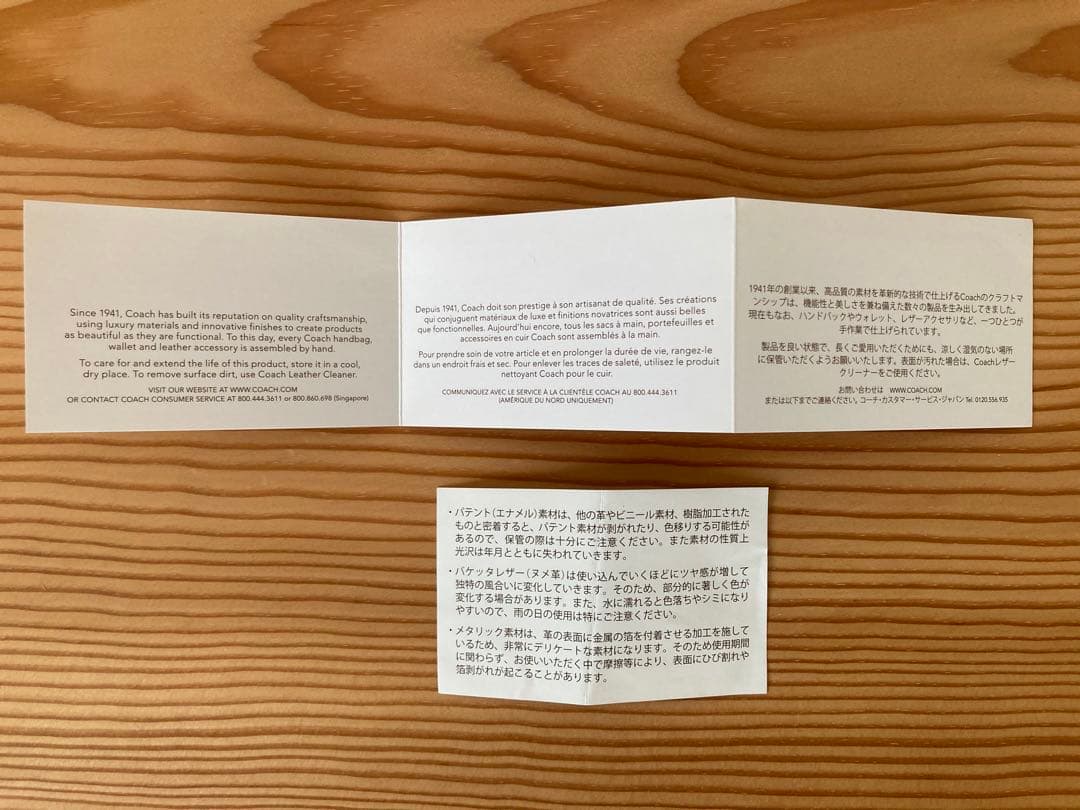 Since 1941, Coach has built its reputation on quality craftsmanship,
using luxury materials and innovative finishes to create products
as beautiful as they are functional. To this day, every Coach handbag,
wallet and leather accessory is assembled by hand.
To care for and extend the life of this product, store it in a cool,
dry place. To remove surface dirt, use Coach Leather Cleaner.
VISIT OUR WEBSITE AT WWW.COACH.COM
OR CONTACT COACH CONSUMER SERVICE AT 800.444.3611 or 800.860.698 (Singapore)
Depuis 1941, Coach doit son prestige à son artisanat de qualité. Ses créations
qui conjuguent matériaux de luxe et finitions novatrices sont aussi belles
que fonctionnelles. Aujourd'hui encore, tous les sacs à main, portefeuilles et
accessoires en cuir Coach sont assemblés à la main.
Pour prendre soin de votre article et en prolonger la durée de vie, rangez-le
dans un endroit frais et sec. Pour enlever les traces de saleté, utilisez le produit
nettoyant Coach pour le cuir.
COMMUNIQUEZ AVEC LE SERVICE À LA CLIENTÈLE COACH AU 800.444.3611
(AMÉRIQUE DU NORD UNIQUEMENT)
1941年の創業以来、高品質の素材を革新的な技術で仕上げるCoachのクラフトマ
ンシップは、機能性と美しさを兼ね備えた数々の製品を生み出してきました。
現在もなお、ハンドバックやウォレット、レザーアクセサリなど、一つひとつが
手作業で仕上げられています。
製品を良い状態で、長くご愛用いただくためにも、涼しく湿気のない場所
に保管いただくようお願いいたします。表面が汚れた場合は、Coachレザー
クリーナーをご使用ください。
お問い合わせは WWW.COACH.COM
または以下までご連絡ください。コーチ・カスタマー・サービス・ジャパン Tel. 0120.556.935
・パテント(エナメル)素材は、他の革やビニール素材、樹脂加工された
ものと密着すると、パテント素材が剥がれたり、色移りする可能性が
あるので、保管の際は十分にご注意ください。また素材の性質上
光沢は年月とともに失われていきます。
・バケッタレザー(ヌメ革)は使い込んでいくほどにツヤ感が増して
独特の風合いに変化していきます。そのため、部分的に著しく色が
変化する場合があります。また、水に濡れると色落ちやシミになり
やすいので、雨の日の使用は特にご注意ください。
・メタリック素材は、革の表面に金属の箔を付着させる加工を施して
いるため、非常にデリケートな素材になります。そのため使用期間
に関わらず、お使いいただく中で摩擦等により、表面にひび割れや
箔剥がれが起こることがあります。